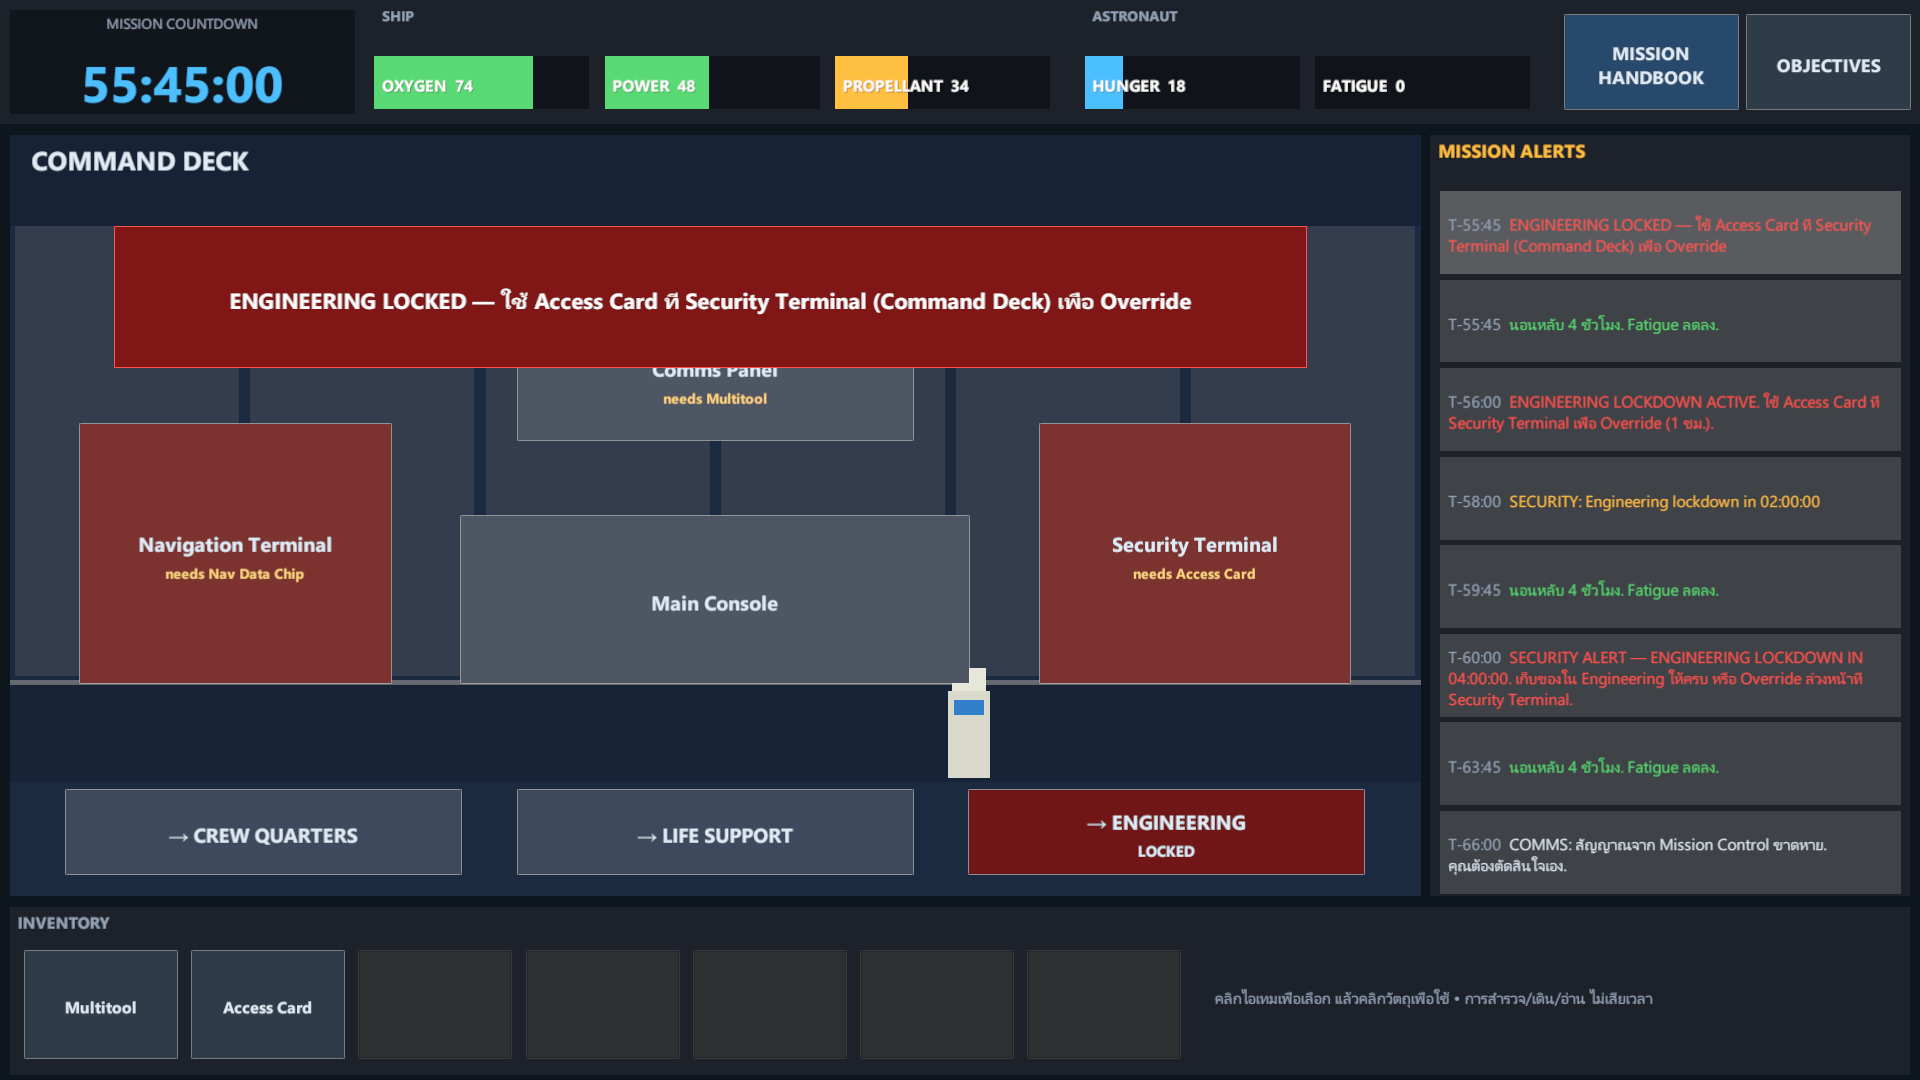 MISSION COUNTDOWN
55:45:00
SHIP
OXYGEN 74
POWER 48
PROPELLANT 34
ASTRONAUT
HUNGER 18
FATIGUE 0
MISSION
HANDBOOK
OBJECTIVES
COMMAND DECK
ENGINEERING LOCKED — ใช้ Access Card ที่ Security Terminal (Command Deck) เพื่อ Override
Comms Panel
needs Multitool
Navigation Terminal
needs Nav Data Chip
Main Console
Security Terminal
needs Access Card
→ CREW QUARTERS
→ LIFE SUPPORT
→ ENGINEERING
LOCKED
MISSION ALERTS
T-55:45 ENGINEERING LOCKED — ใช้ Access Card ที่ Security
Terminal (Command Deck) เพื่อ Override
T-55:45 นอนหลับ 4 ชั่วโมง. Fatigue ลดลง.
T-56:00 ENGINEERING LOCKDOWN ACTIVE. ใช้ Access Card ที่
Security Terminal เพื่อ Override (1 ชม.).
T-58:00 SECURITY: Engineering lockdown in 02:00:00
T-59:45 นอนหลับ 4 ชั่วโมง. Fatigue ลดลง.
T-60:00 SECURITY ALERT — ENGINEERING LOCKDOWN IN
04:00:00. เก็บของใน Engineering ให้ครบ หรือ Override ล่วงหน้าที่
Security Terminal.
T-63:45 นอนหลับ 4 ชั่วโมง. Fatigue ลดลง.
T-66:00 COMMS: สัญญาณจาก Mission Control ขาดหาย.
คุณต้องตัดสินใจเอง.
INVENTORY
Multitool
Access Card
คลิกไอเทมเพื่อเลือก แล้วคลิกวัตถุเพื่อใช้ • การสำรวจ/เดิน/อ่าน ไม่เสียเวลา